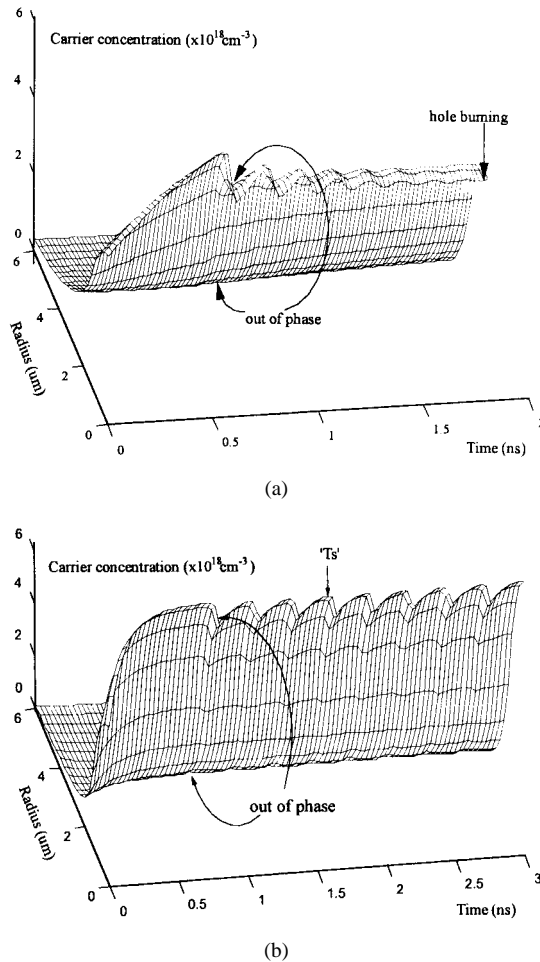 6
Carrier concentration (x10¹⁸cm⁻³)
4
hole burning
2
0
6
4
out of phase
Radius (um)
2
0
0
0.5
1
1.5
2
Time (ns)
(a)
6
'Ts'
Carrier concentration (x10¹⁸cm⁻³)
4
2
0
6
4
out of phase
Radius (um)
2
0
0
0.5
1
1.5
2
2.5
3
Time (ns)
(b)